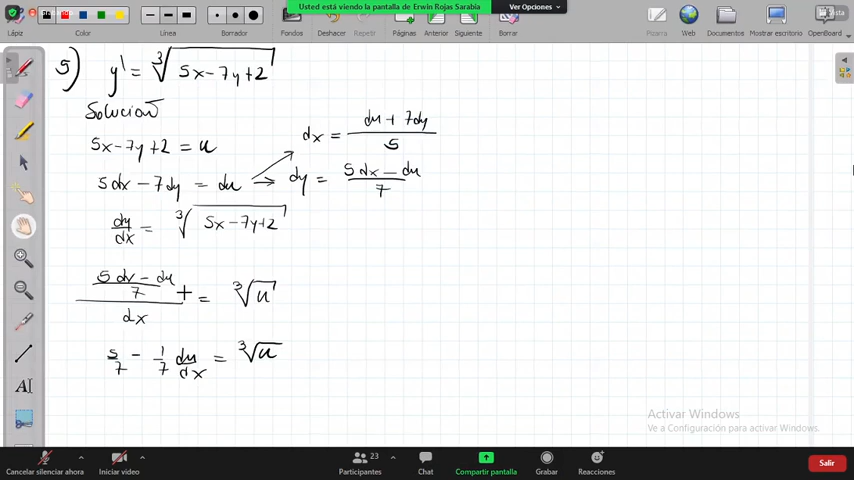 Usted está viendo la pantalla de Erwin Rojas Sarabia
Ver Opciones
Lápiz
Color
Línea
Borrador
Fondos
Deshacer
Repetir
Páginas
Anterior
Siguiente
Borrar
Pizarra
Web
Documentos
Mostrar escritorio
OpenBoard
Vista
5) y' = ∛(5x-7y+2)
Solución
5x-7y+2 = u
dx = (du + 7dy)/5
5dx - 7dy = du ⇒ dy = (5dx - du)/7
dy/dx = ∛(5x-7y+2)
((5dx - du)/7)/dx = ∛u
5/7 - 1/7 du/dx = ∛u
Activar Windows
Ve a Configuración para activar Windows.
Cancelar silenciar ahora
Iniciar video
23
Participantes
Chat
Compartir pantalla
Grabar
Reacciones
Salir